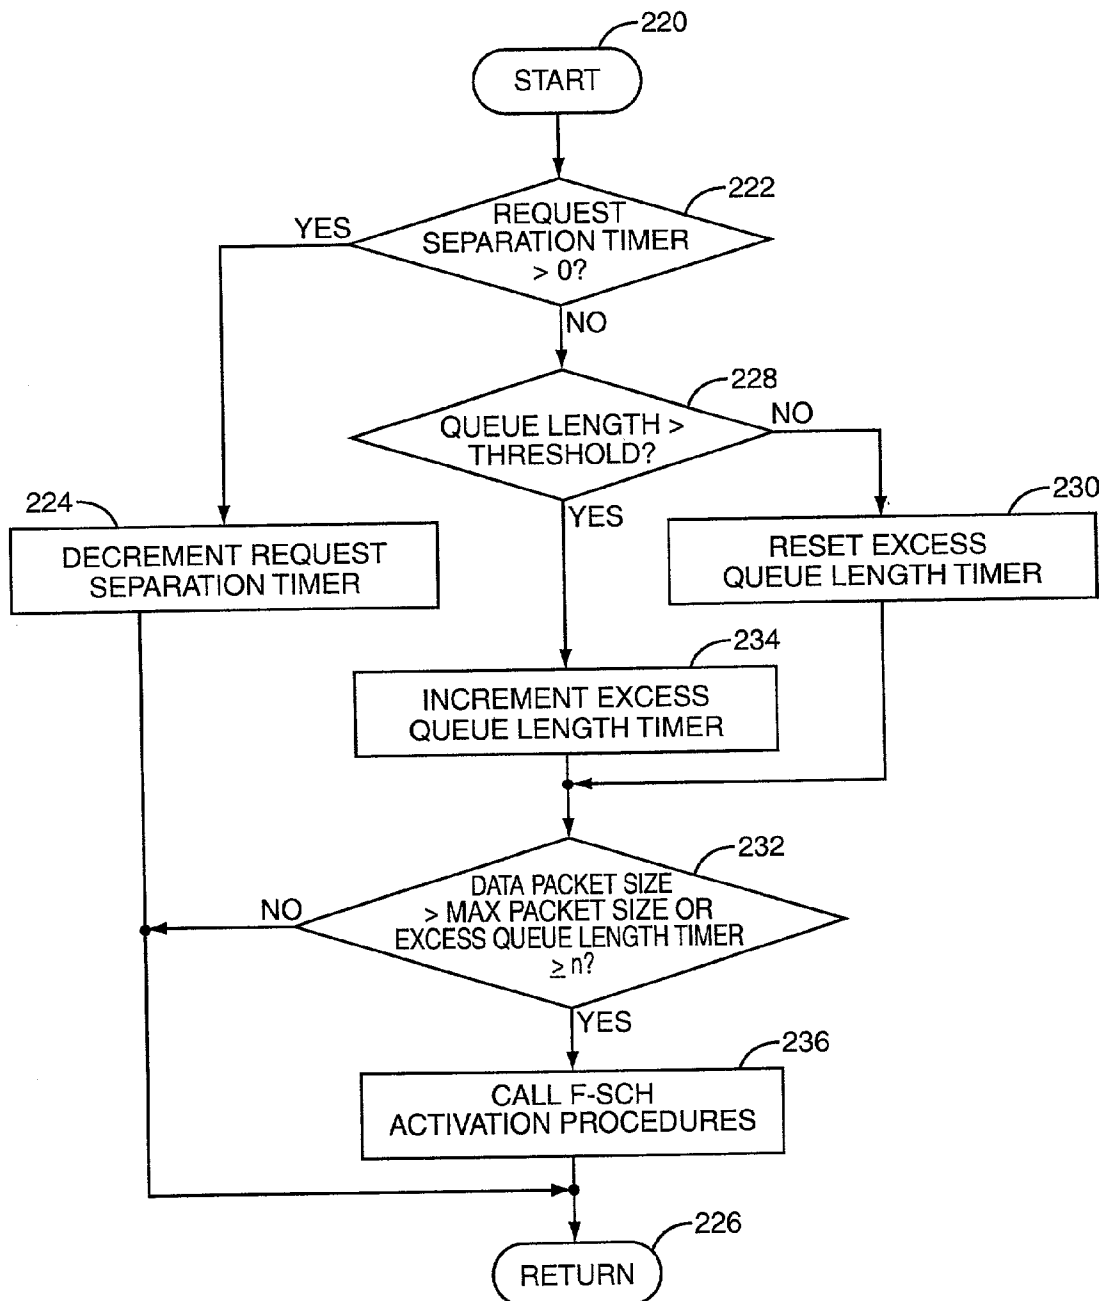 220
START
222
REQUEST
SEPARATION TIMER
> 0?
YES
NO
228
QUEUE LENGTH >
THRESHOLD?
NO
YES
224
DECREMENT REQUEST
SEPARATION TIMER
230
RESET EXCESS
QUEUE LENGTH TIMER
234
INCREMENT EXCESS
QUEUE LENGTH TIMER
232
DATA PACKET SIZE
> MAX PACKET SIZE OR
EXCESS QUEUE LENGTH TIMER
≥ n?
NO
YES
236
CALL F-SCH
ACTIVATION PROCEDURES
226
RETURN